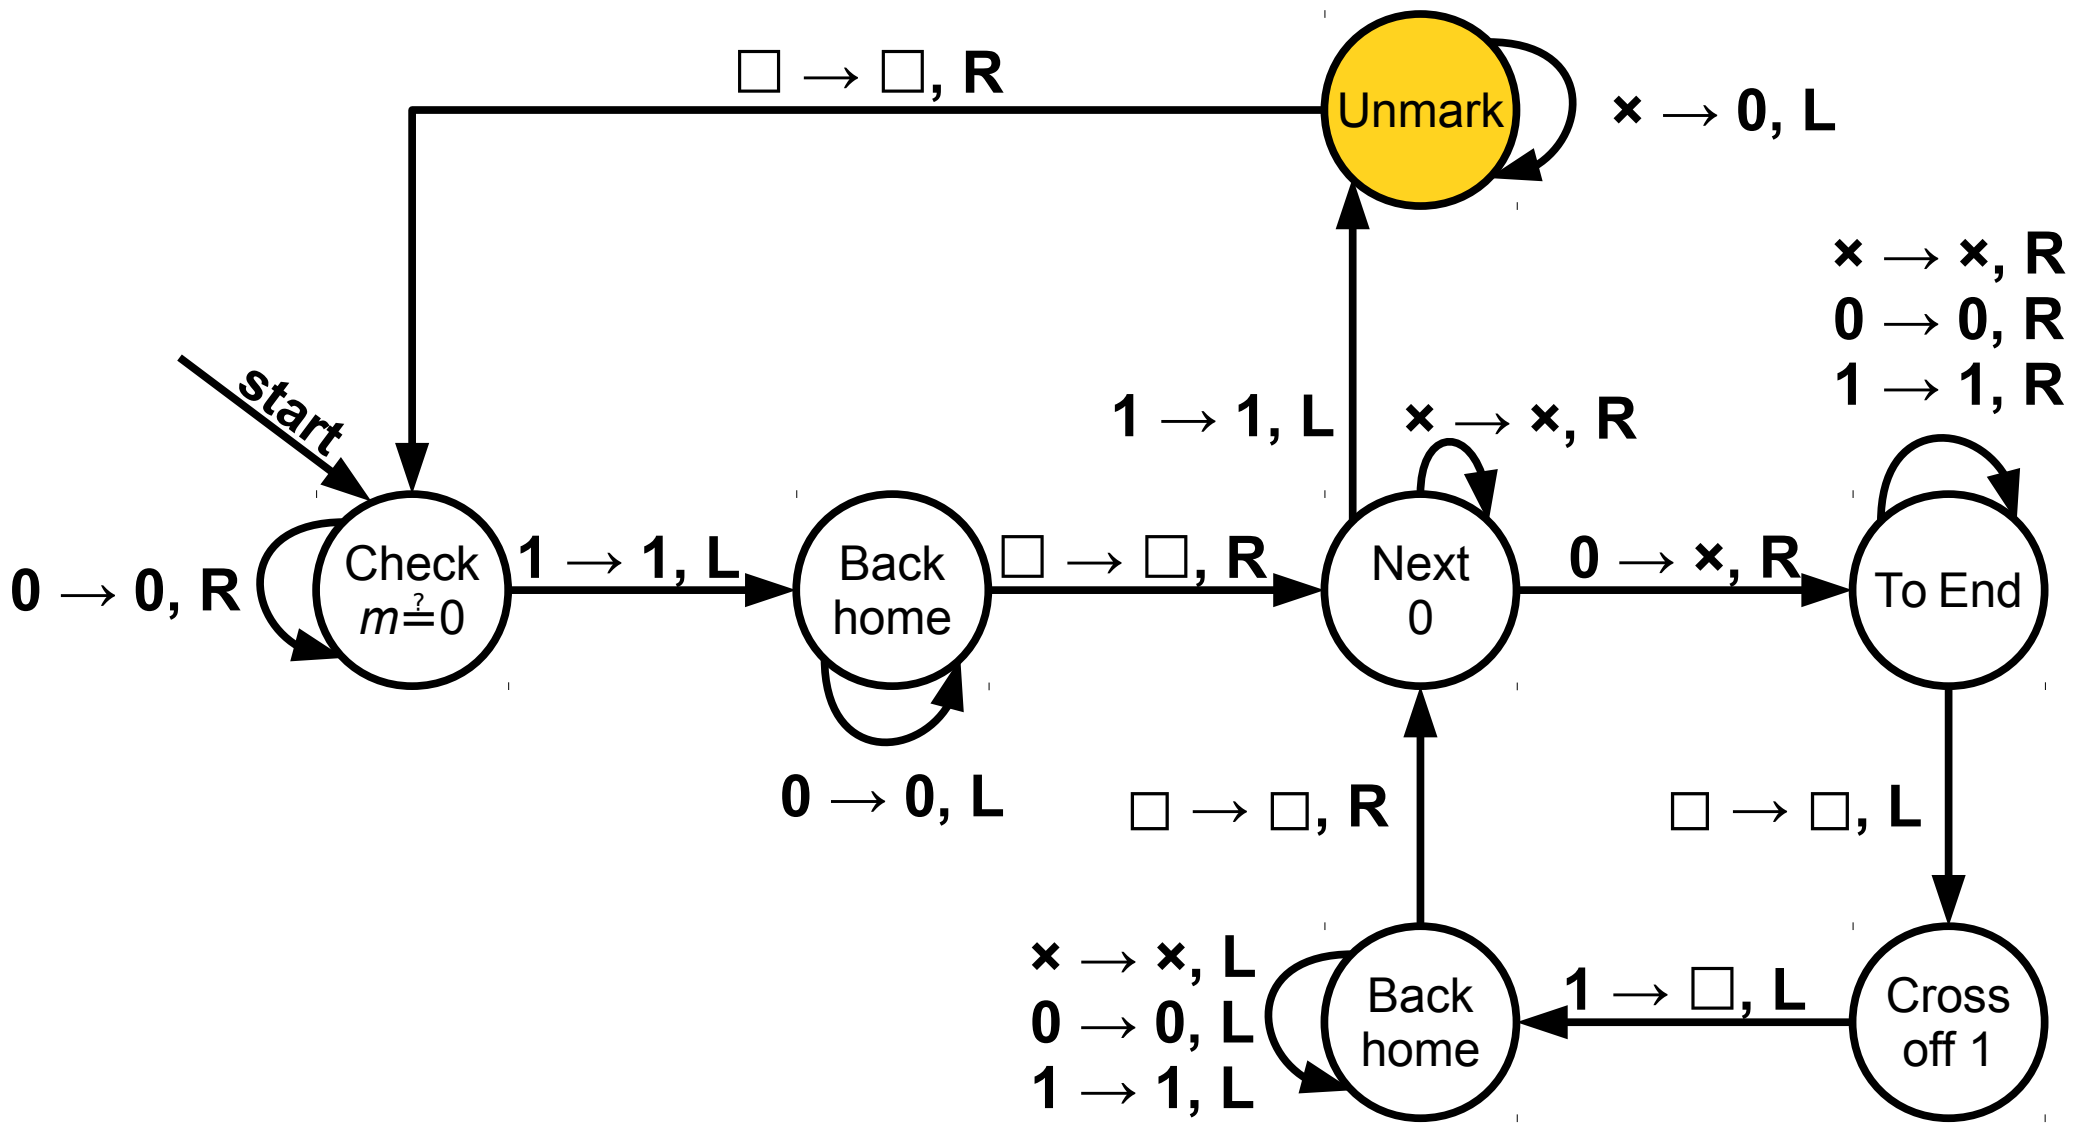 □ → □, R
Unmark
× → 0, L
× → ×, R
0 → 0, R
1 → 1, R
start
1 → 1, L
× → ×, R
0 → 0, R
Check
m≟0
1 → 1, L
Back
home
□ → □, R
Next
0
0 → ×, R
To End
0 → 0, L
□ → □, R
□ → □, L
× → ×, L
0 → 0, L
1 → 1, L
Back
home
1 → □, L
Cross
off 1